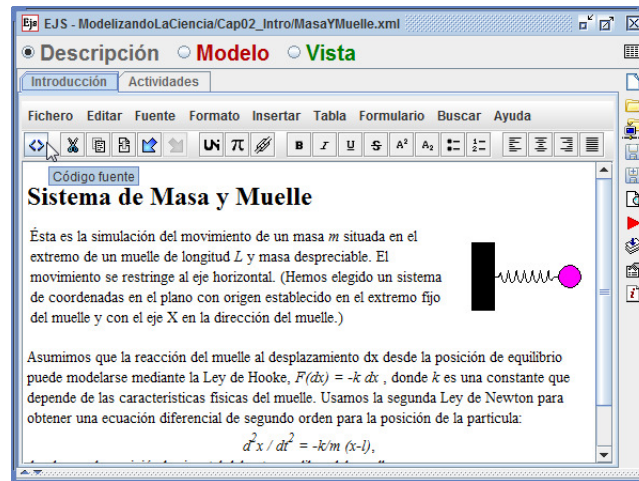 EJS - ModelizandoLaCiencia/Cap02_Intro/MasaYMuelle.xml
Descripción Modelo Vista
Introducción Actividades
Fichero Editar Fuente Formato Insertar Tabla Formulario Buscar Ayuda
Código fuente
Sistema de Masa y Muelle
Ésta es la simulación del movimiento de un masa m situada en el
extremo de un muelle de longitud L y masa despreciable. El
movimiento se restringe al eje horizontal. (Hemos elegido un sistema
de coordenadas en el plano con origen establecido en el extremo fijo
del muelle y con el eje X en la dirección del muelle.)
Asumimos que la reacción del muelle al desplazamiento dx desde la posición de equilibrio
puede modelarse mediante la Ley de Hooke, F(dx) = -k dx , donde k es una constante que
depende de las caracteristicas fisicas del muelle. Usamos la segunda Ley de Newton para
obtener una ecuación diferencial de segundo orden para la posición de la particula:
d²x / dt² = -k/m (x-l),